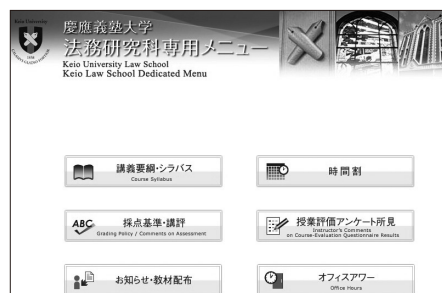 Keio University
慶應義塾大学
法務研究科専用メニュー
Keio University Law School
Keio Law School Dedicated Menu
講義要綱・シラバス
Course Syllabus
時間割
ABC
採点基準・講評
Grading Policy / Comments on Assessment
授業評価アンケート所見
Instructor's Comments
on Course-Evaluation Questionnaire Results
お知らせ・教材配布
オフィスアワー
Office Hours